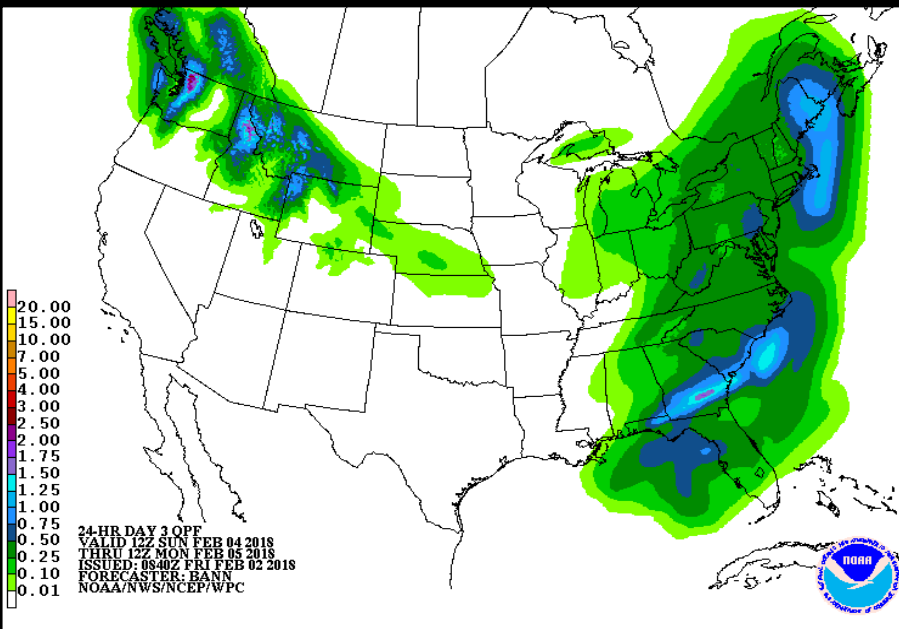 20.00
15.00
10.00
7.00
5.00
4.00
3.00
2.50
2.00
1.75
1.50
1.25
1.00
0.75
0.50
0.25
0.10
0.01
24-HR DAY 3 QPF
VALID 12Z SUN FEB 04 2018
THRU 12Z MON FEB 05 2018
ISSUED: 0840Z FRI FEB 02 2018
FORECASTER: BANN
NOAA/NWS/NCEP/WPC
NOAA